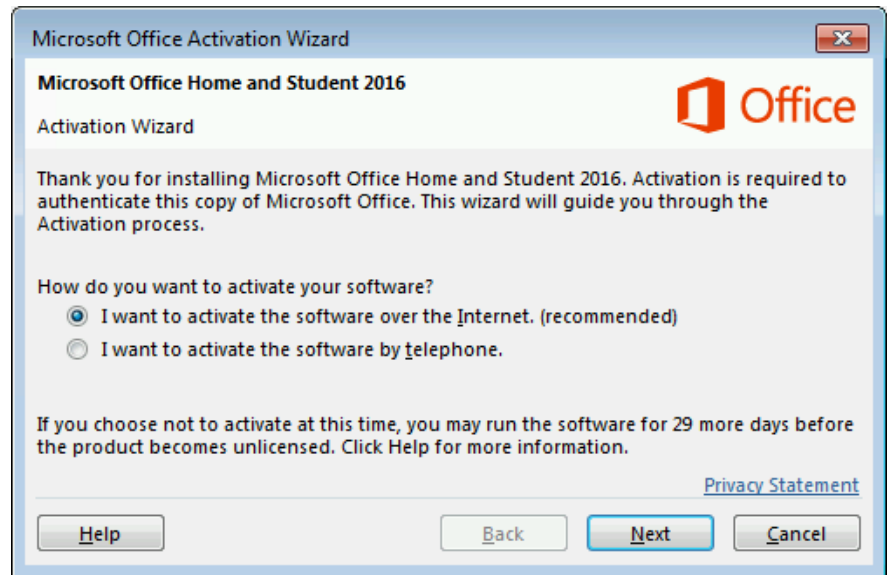 Microsoft Office Activation Wizard
Microsoft Office Home and Student 2016
Office
Activation Wizard
Thank you for installing Microsoft Office Home and Student 2016. Activation is required to
authenticate this copy of Microsoft Office. This wizard will guide you through the
Activation process.
How do you want to activate your software?
I want to activate the software over the Internet. (recommended)
I want to activate the software by telephone.
If you choose not to activate at this time, you may run the software for 29 more days before
the product becomes unlicensed. Click Help for more information.
Privacy Statement
Help Back Next Cancel